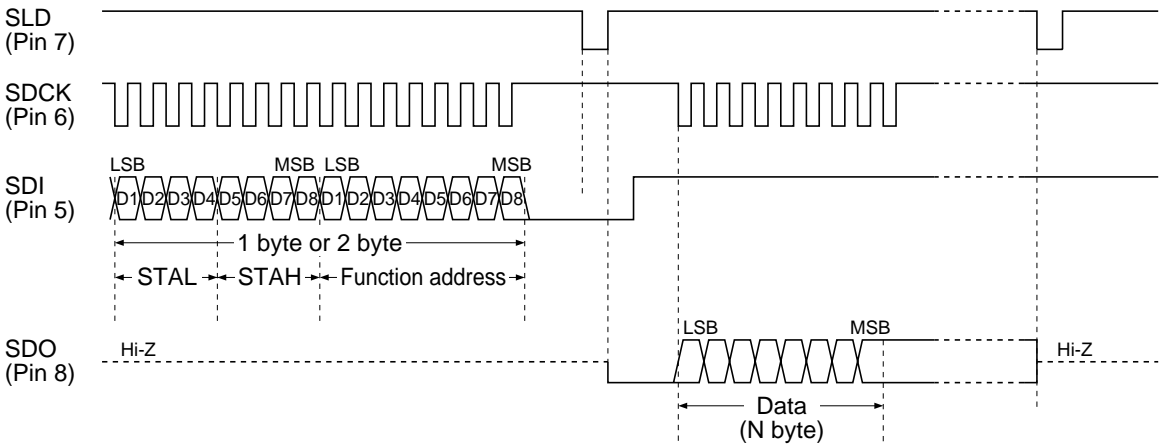 SLD
(Pin 7)
SDCK
(Pin 6)
LSB MSB LSB MSB
SDI
(Pin 5)
D1 D2 D3 D4 D5 D6 D7 D8 D1 D2 D3 D4 D5 D6 D7 D8
1 byte or 2 byte
STAL STAH Function address
SDO
(Pin 8)
Hi-Z LSB MSB Hi-Z
Data
(N byte)